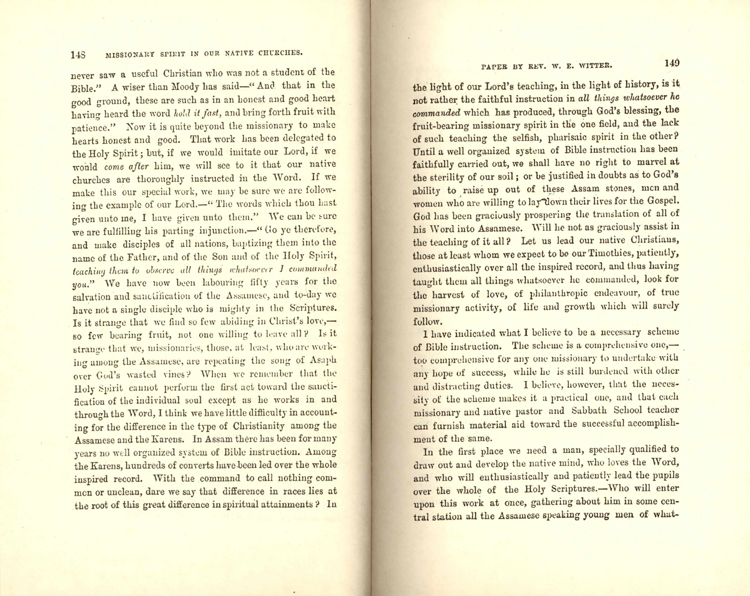 148 MISSIONARY SPIRIT IN OUR NATIVE CHURCHES.
never saw a useful Christian who was not a student of the
Bible." A wiser than Moody has said—"And that in the
good ground, these are such as in an honest and good heart
having heard the word hold it fast, and bring forth fruit with
patience." Now it is quite beyond the missionary to make
hearts honest and good. That work has been delegated to
the Holy Spirit; but, if we would imitate our Lord, if we
would come after him, we will see to it that our native
churches are thoroughly instructed in the Word. If we
make this our special work, we may be sure we are follow-
ing the example of our Lord.—"The words which thou hast
given unto me, I have given unto them." We can be sure
we are fulfilling his parting injunction.—"Go ye therefore,
and make disciples of all nations, baptizing them into the
name of the Father, and of the Son and of the Holy Spirit,
teaching them to observe all things whatsoever I commanded
you." We have now been labouring fifty years for the
salvation and sanctification of the Assamese, and to-day we
have not a single disciple who is mighty in the Scriptures.
Is it strange that we find so few abiding in Christ's love,—
so few bearing fruit, not one willing to leave all? Is it
strange that we, missionaries, those, at least, who are work-
ing among the Assamese, are repeating the song of Asaph
over God's wasted vines? When we remember that the
Holy Spirit cannot perform the first act toward the sancti-
fication of the individual soul except as he works in and
through the Word, I think we have little difficulty in account-
ing for the difference in the type of Christianity among the
Assamese and the Karens. In Assam there has been for many
years no well organized system of Bible instruction. Among
the Karens, hundreds of converts have been led over the whole
inspired record. With the command to call nothing com-
mon or unclean, dare we say that difference in races lies at
the root of this great difference in spiritual attainments? In
PAPER BY REV. W. E. WITTER. 149
the light of our Lord's teaching, in the light of history, is it
not rather the faithful instruction in all things whatsoever he
commanded which has produced, through God's blessing, the
fruit-bearing missionary spirit in the one field, and the lack
of such teaching the selfish, pharisaic spirit in the other?
Until a well organized system of Bible instruction has been
faithfully carried out, we shall have no right to marvel at
the sterility of our soil; or be justified in doubts as to God's
ability to raise up out of these Assam stones, men and
women who are willing to lay down their lives for the Gospel.
God has been graciously prospering the translation of all of
his Word into Assamese. Will he not as graciously assist in
the teaching of it all? Let us lead our native Christians,
those at least whom we expect to be our Timothies, patiently,
enthusiastically over all the inspired record, and thus having
taught them all things whatsoever he commanded, look for
the harvest of love, of philanthropic endeavour, of true
missionary activity, of life and growth which will surely
follow.
I have indicated what I believe to be a necessary scheme
of Bible instruction. The scheme is a comprehensive one,—
too comprehensive for any one missionary to undertake with
any hope of success, while he is still burdened with other
and distracting duties. I believe, however, that the neces-
sity of the scheme makes it a practical one, and that each
missionary and native pastor and Sabbath School teacher
can furnish material aid toward the successful accomplish-
ment of the same.
In the first place we need a man, specially qualified to
draw out and develop the native mind, who loves the Word,
and who will enthusiastically and patiently lead the pupils
over the whole of the Holy Scriptures.—Who will enter
upon this work at once, gathering about him in some cen-
tral station all the Assamese speaking young men of what-